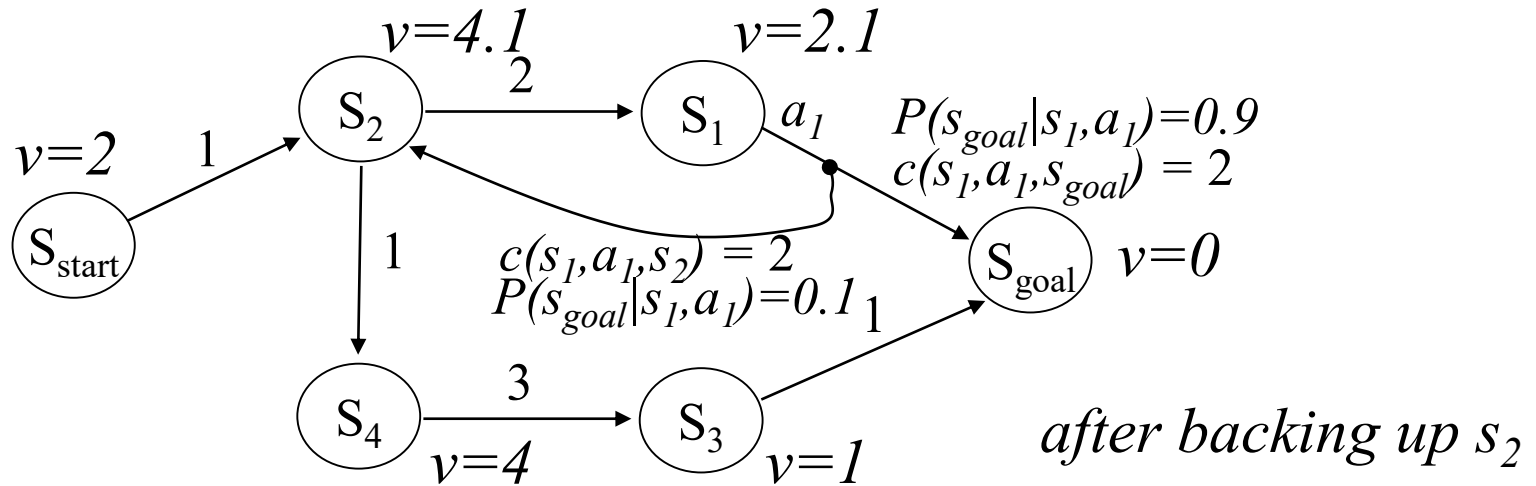 v=4.1
v=2.1
2
S2
S1
a1
P(sgoal|s1,a1)=0.9
c(s1,a1,sgoal) = 2
v=2
1
Sstart
1
c(s1,a1,s2) = 2
P(sgoal|s1,a1)=0.1
Sgoal
v=0
1
3
S4
S3
v=4
v=1
after backing up s2